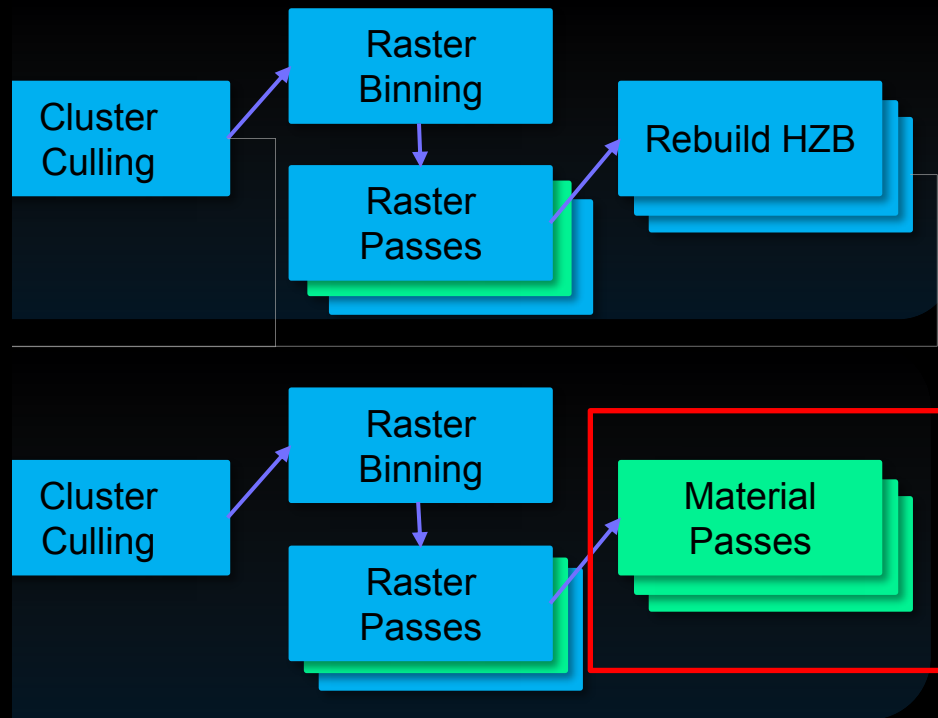 Raster
Binning
Cluster
Culling
Raster
Passes
Rebuild HZB
Raster
Binning
Cluster
Culling
Raster
Passes
Material
Passes